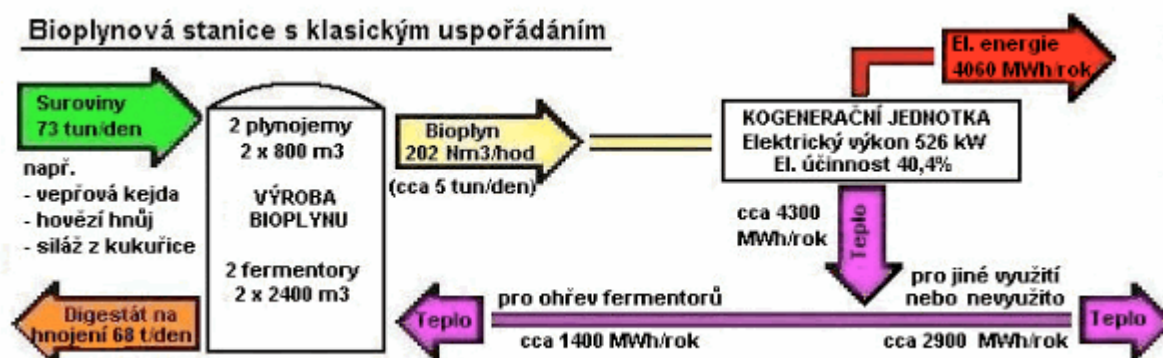 Bioplynová stanice s klasickým uspořádáním
El. energie
4060 MWh/rok
Suroviny
73 tun/den
např.
- vepřová kejda
- hovězí hnůj
- siláž z kukuřice
2 plynojemy
2 x 800 m3
VÝROBA
BIOPLYNU
2 fermentory
2 x 2400 m3
Bioplyn
202 Nm3/hod
(cca 5 tun/den)
KOGENERAČNÍ JEDNOTKA
Elektrický výkon 526 kW
El. účinnost 40,4%
cca 4300
MWh/rok
Teplo
Digestát na
hnojení 68 t/den
Teplo
pro ohřev fermentorů
cca 1400 MWh/rok
pro jiné využití
nebo nevyužito
cca 2900 MWh/rok
Teplo